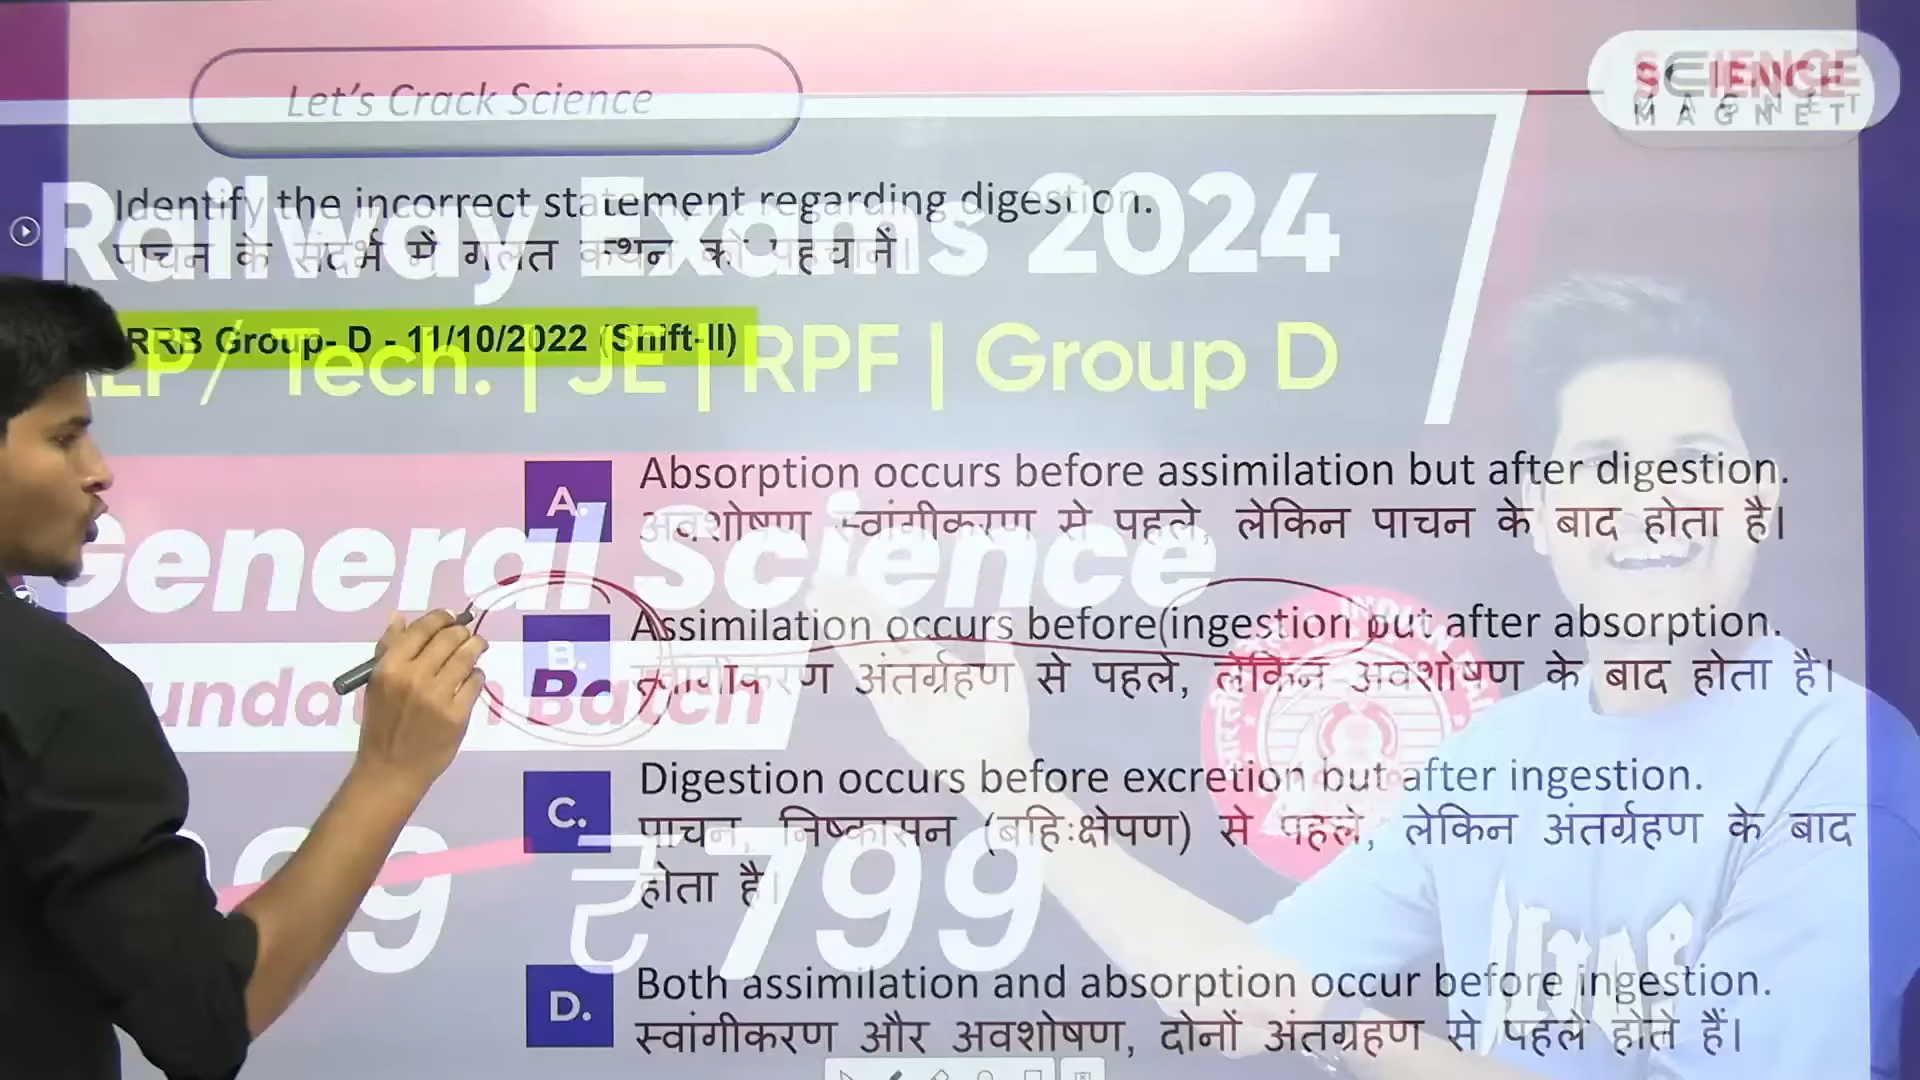 Let's Crack Science
SCIENCE
MAGNET
Identify the incorrect statement regarding digestion.
पाचन के संदर्भ में गलत कथन को पहचानें।
Railway Exams 2024
RRB Group- D - 11/10/2022 (Shift-II)
ALP/ Tech. | JE | RPF | Group D
A.
Absorption occurs before assimilation but after digestion.
अवशोषण स्वांगीकरण से पहले, लेकिन पाचन के बाद होता है।
General Science
B.
Assimilation occurs before ingestion but after absorption.
स्वांगीकरण अंतर्ग्रहण से पहले, लेकिन अवशोषण के बाद होता है।
Batch
C.
Digestion occurs before excretion but after ingestion.
पाचन, निष्कासन (बहिःक्षेपण) से पहले, लेकिन अंतर्ग्रहण के बाद
होता है।
₹799
D.
Both assimilation and absorption occur before ingestion.
स्वांगीकरण और अवशोषण, दोनों अंतग्रहण से पहले होते हैं।